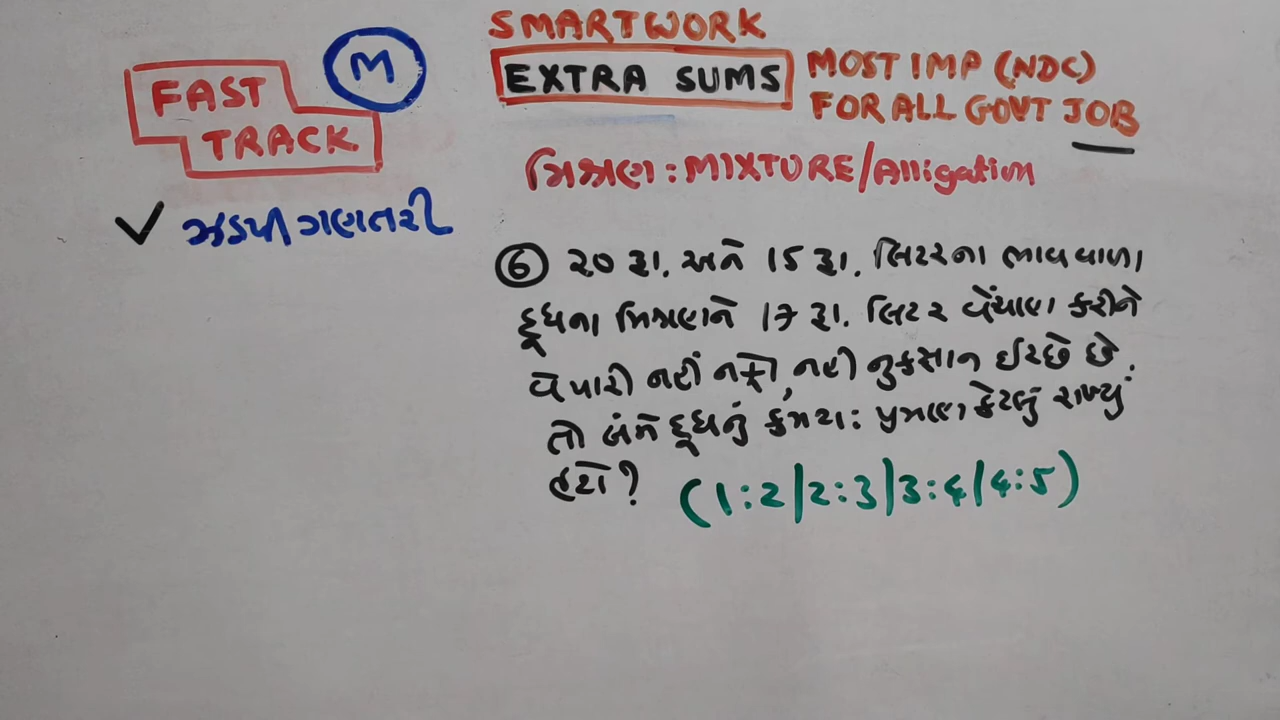 SMARTWORK
EXTRA SUMS
MOST IMP (NDC)
FOR ALL GOVT JOB
M
FAST
TRACK
✓ ઝડપી ગણતરી
મિશ્રણ : MIXTURE/Alligation
⑥ ૨૦ રૂા. અને 15 રૂા. લિટરના ભાવવાળા
દૂધના મિશ્રણને 17 રૂા. લિટર વેંચાણ કરીને
વેપારી નહીં નફો, નહી નુકસાન ઈચ્છે છે.
તો બંને દૂધનું ક્રમશ: પ્રમાણ કેટલું રાખ્યું
હશે?
(1:2/2:3/3:4/4:5)